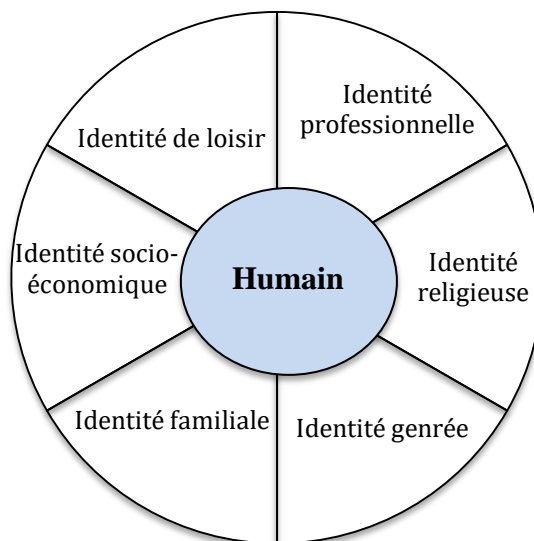 Identité
professionnelle
Identité de loisir
Identité socio-
économique
Humain
Identité
religieuse
Identité familiale
Identité genrée